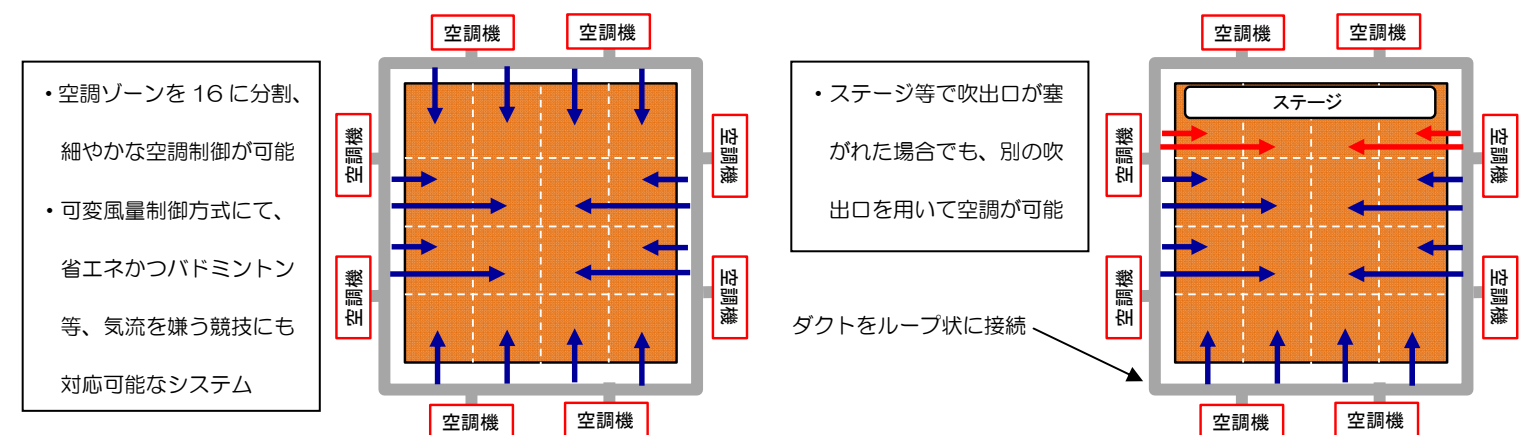 ・空調ゾーンを 16 に分割、
細やかな空調制御が可能
・可変風量制御方式にて、
省エネかつバドミントン
等、気流を嫌う競技にも
対応可能なシステム
空調機
空調機
空調機
空調機
空調機
空調機
空調機
空調機
・ステージ等で吹出口が塞
がれた場合でも、別の吹
出口を用いて空調が可能
ダクトをループ状に接続
空調機
空調機
ステージ
空調機
空調機
空調機
空調機
空調機
空調機